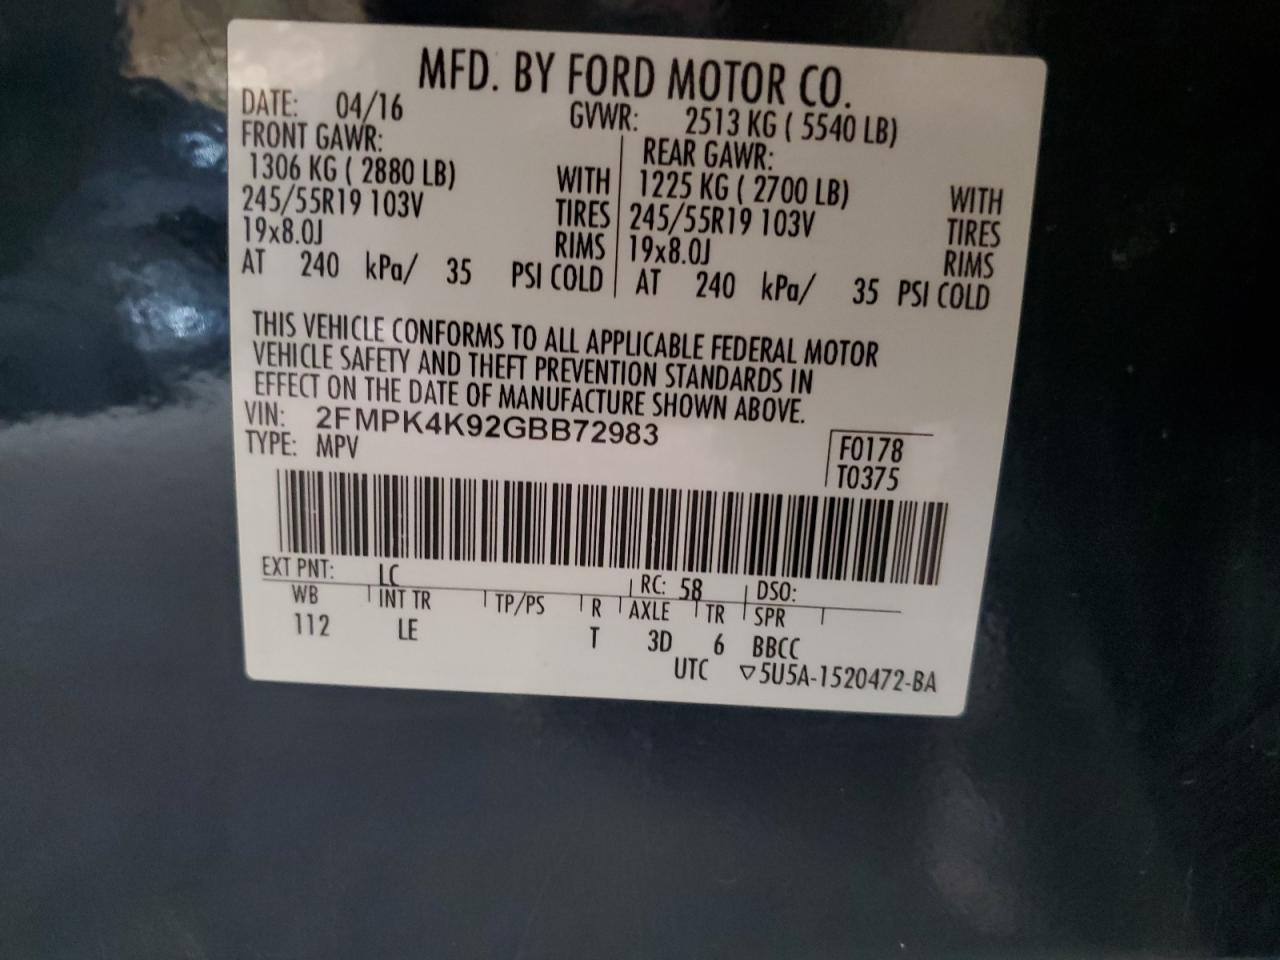 MFD. BY FORD MOTOR CO.
DATE: 04/16 GVWR: 2513 KG ( 5540 LB)
FRONT GAWR: REAR GAWR:
1306 KG ( 2880 LB) WITH 1225 KG ( 2700 LB) WITH
245/55R19 103V TIRES 245/55R19 103V TIRES
19x8.0J RIMS 19x8.0J RIMS
AT 240 kPa/ 35 PSI COLD AT 240 kPa/ 35 PSI COLD
THIS VEHICLE CONFORMS TO ALL APPLICABLE FEDERAL MOTOR
VEHICLE SAFETY AND THEFT PREVENTION STANDARDS IN
EFFECT ON THE DATE OF MANUFACTURE SHOWN ABOVE.
VIN: 2FMPK4K92GBB72983
TYPE: MPV
F0178
T0375
EXT PNT: LC RC: 58 DSO:
WB INT TR TP/PS R AXLE TR SPR
112 LE T 3D 6 BBCC
UTC ▽5U5A-1520472-BA